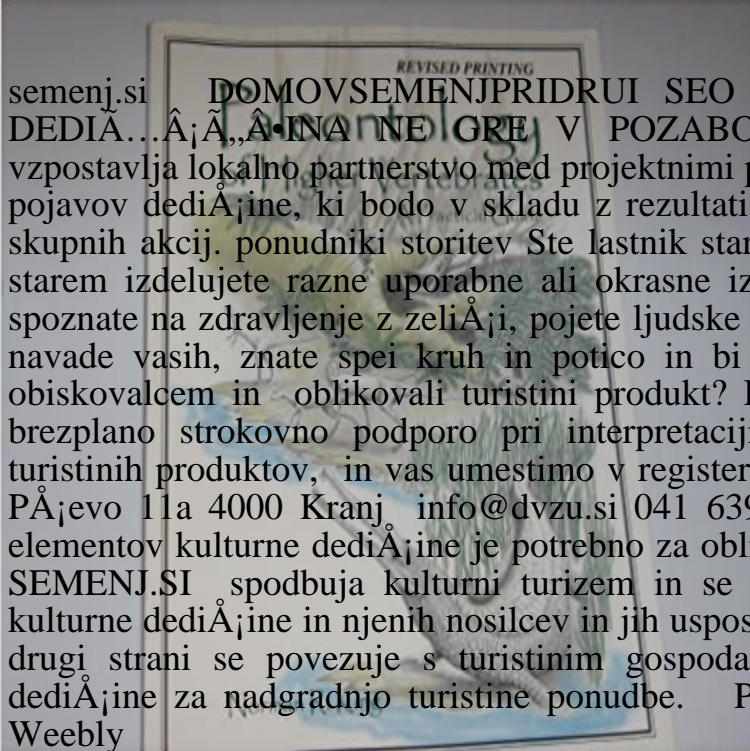 REVISED PRINTING
Paleontology
Vertebrates
semenj.si DOMOVSEMENJPRIDRUI SEO
DEDIÃ…Â¡Ã„Â•INA NE GRE V POZABO
vzpostavlja lokalno partnerstvo med projektnimi p
pojavov dediÅ¡ine, ki bodo v skladu z rezultati
skupnih akcij. ponudniki storitev Ste lastnik star
starem izdelujete razne uporabne ali okrasne iz
spoznate na zdravljenje z zeliÅ¡i, pojete ljudske
navade vasih, znate spei kruh in potico in bi
obiskovalcem in oblikovali turistini produkt?
brezplano strokovno podporo pri interpretaciji
turistinih produktov, in vas umestimo v register
PÅ¡evo 11a 4000 Kranj info@dvzu.si 041 639
elementov kulturne dediÅ¡ine je potrebno za obli
SEMENJ.SI spodbuja kulturni turizem in se
kulturne dediÅ¡ine in njenih nosilcev in jih uspos
drugi strani se povezuje s turistinim gospoda
dediÅ¡ine za nadgradnjo turistine ponudbe. P
Weebly